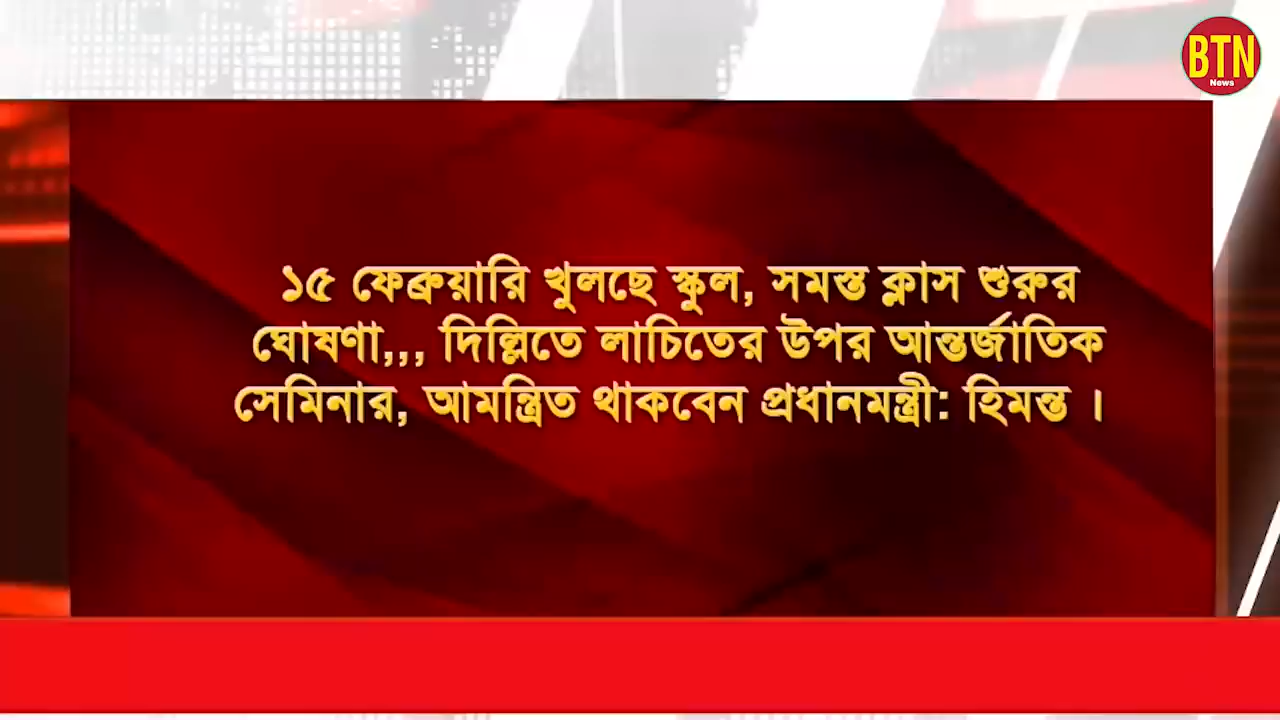 BTN
News
১৫ ফেব্রুয়ারি খুলছে স্কুল, সমস্ত ক্লাস শুরুর
ঘোষণা,,, দিল্লিতে লাচিতের উপর আন্তর্জাতিক
সেমিনার, আমন্ত্রিত থাকবেন প্রধানমন্ত্রী: হিমন্ত ।